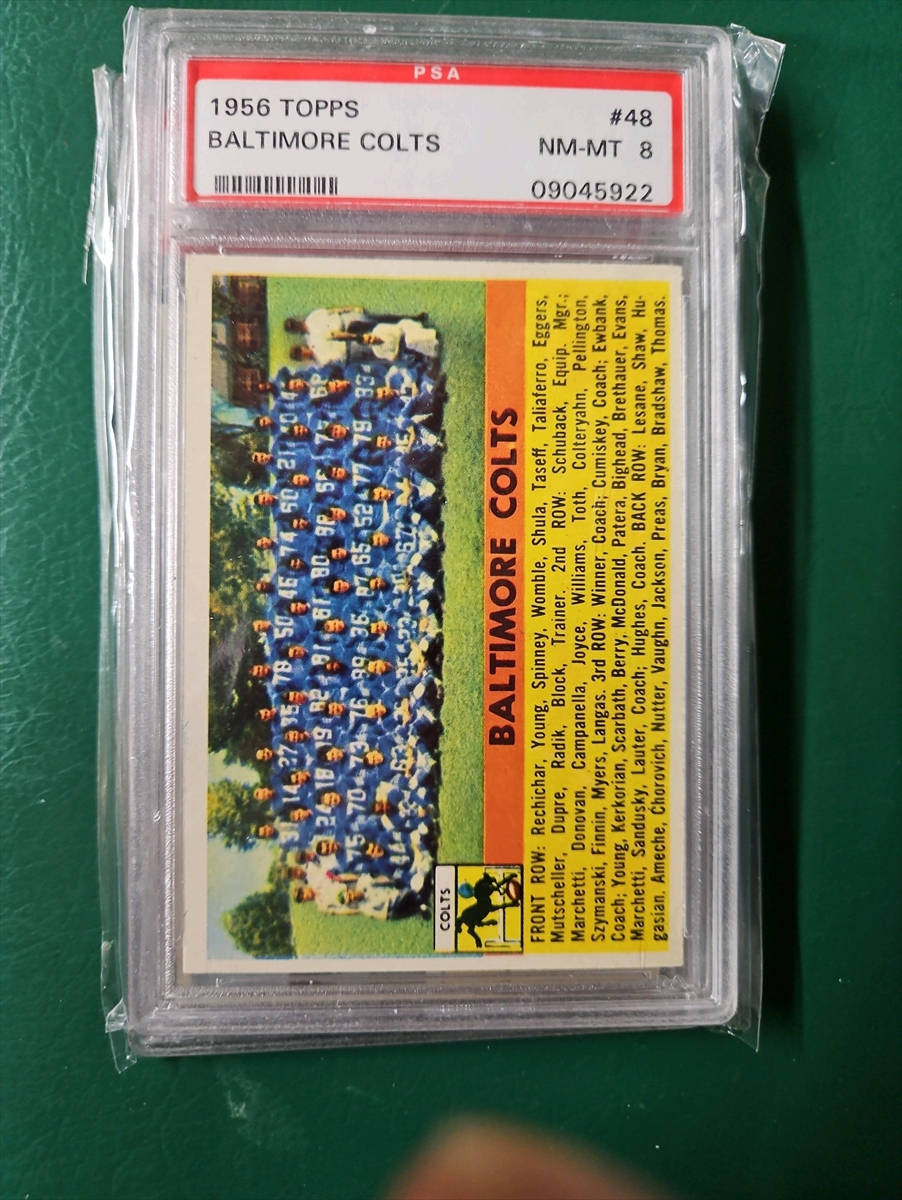 PSA
1956 TOPPS #48
BALTIMORE COLTS NM-MT 8
09045922
BALTIMORE COLTS
COLTS
FRONT ROW: Rechichar, Young, Spinney, Womble, Shula, Taseff, Taliaferro, Eggers,
Mutscheller, Dupre, Radik, Block, Trainer. 2nd ROW: Schuback, Equip. Mgr.;
Marchetti, Donovan, Campanella, Joyce, Williams, Toth, Colteryahn, Pellington,
Szymanski, Finnin, Myers, Langas. 3rd ROW: Winner, Coach; Cumiskey, Coach; Ewbank,
Coach; Young, Kerkorian, Scarbath, Berry, McDonald, Patera, Bighead, Brethauer, Evans,
Marchetti, Sandusky, Lauter, Coach; Hughes, Coach. BACK ROW: Lesane, Shaw, Hu-
gasian. Ameche, Chorovich, Nutter, Vaughn, Jackson, Preas, Bryan, Bradshaw, Thomas.